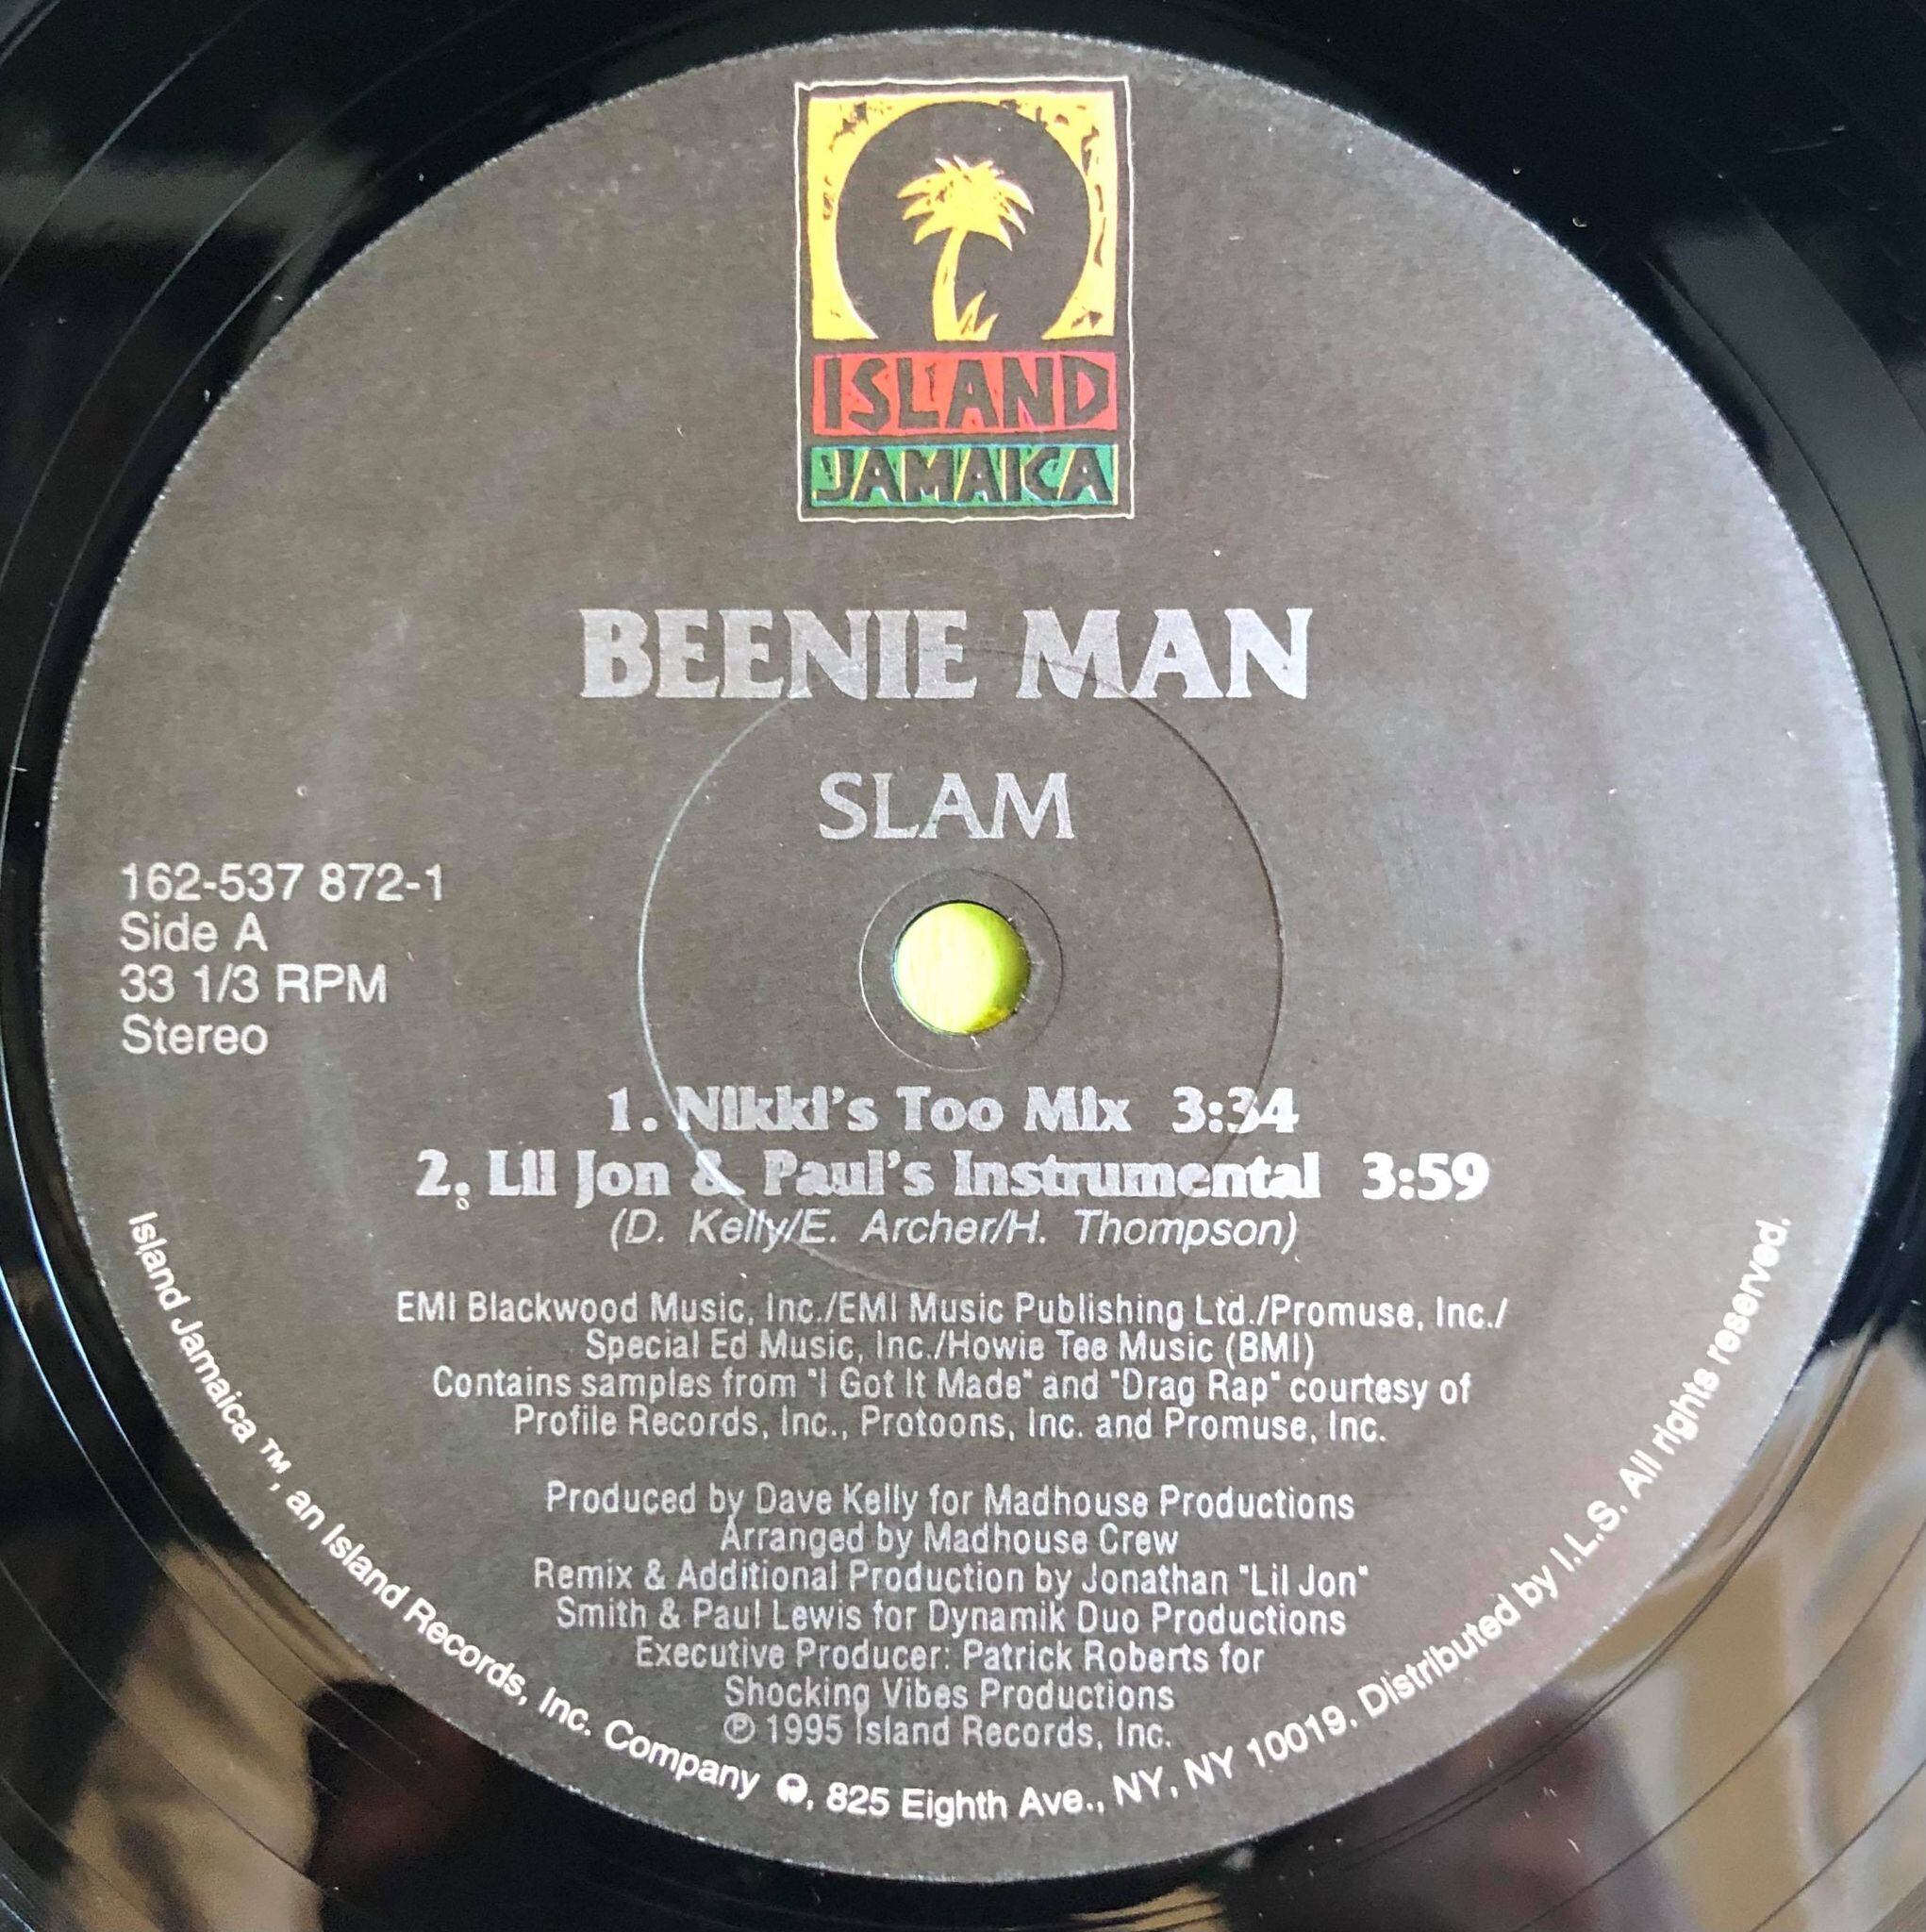 ISLAND
JAMAICA
BEENIE MAN
SLAM
162-537 872-1
Side A
33 1/3 RPM
Stereo
1. Nikki's Too Mix 3:34
2. Lil Jon & Paul's Instrumental 3:59
(D. Kelly/E. Archer/H. Thompson)
EMI Blackwood Music, Inc./EMI Music Publishing Ltd./Promuse, Inc./
Special Ed Music, Inc./Howie Tee Music (BMI)
Contains samples from "I Got It Made" and "Drag Rap" courtesy of
Profile Records, Inc., Protoons, Inc. and Promuse, Inc.
Produced by Dave Kelly for Madhouse Productions
Arranged by Madhouse Crew
Remix & Additional Production by Jonathan "Lil Jon"
Smith & Paul Lewis for Dynamik Duo Productions
Executive Producer: Patrick Roberts for
Shocking Vibes Productions
℗ 1995 Island Records, Inc.
Island Jamaica ™, an Island Records, Inc. Company, 825 Eighth Ave., NY, NY 10019. Distributed by I.L.S. All rights reserved.